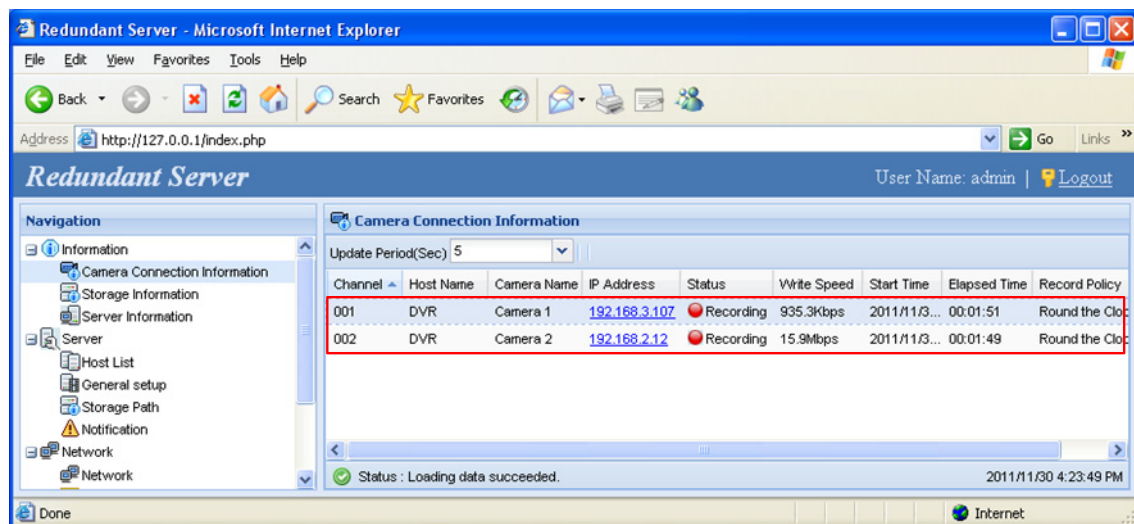 Redundant Server - Microsoft Internet Explorer
File Edit View Favorites Tools Help
Back Search Favorites
Address http://127.0.0.1/index.php Go Links »
Redundant Server User Name: admin | Logout
Navigation
Information
Camera Connection Information
Storage Information
Server Information
Server
Host List
General setup
Storage Path
Notification
Network
Network
Camera Connection Information
Update Period(Sec) 5
Channel Host Name Camera Name IP Address Status Write Speed Start Time Elapsed Time Record Policy
001 DVR Camera 1 192.168.3.107 Recording 935.3Kbps 2011/11/3... 00:01:51 Round the Cloc
002 DVR Camera 2 192.168.2.12 Recording 15.9Mbps 2011/11/3... 00:01:49 Round the Cloc
Status : Loading data succeeded. 2011/11/30 4:23:49 PM
Done Internet